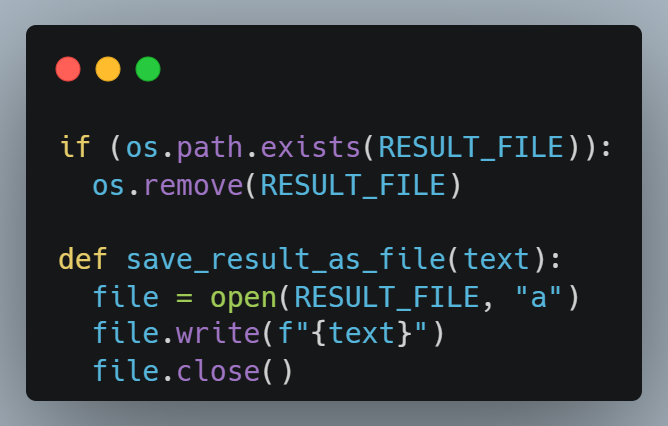 if (os.path.exists(RESULT_FILE)):
  os.remove(RESULT_FILE)

def save_result_as_file(text):
  file = open(RESULT_FILE, "a")
  file.write(f"{text}")
  file.close()